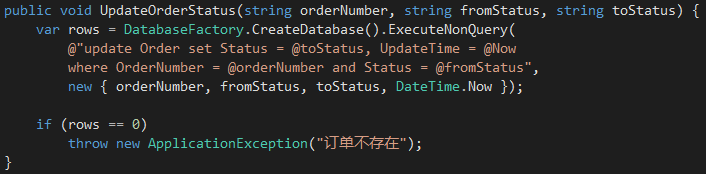 public void UpdateOrderStatus(string orderNumber, string fromStatus, string toStatus) {
    var rows = DatabaseFactory.CreateDatabase().ExecuteNonQuery(
        @"update Order set Status = @toStatus, UpdateTime = @Now
        where OrderNumber = @orderNumber and Status = @fromStatus",
        new { orderNumber, fromStatus, toStatus, DateTime.Now });

    if (rows == 0)
        throw new ApplicationException("订单不存在");
}